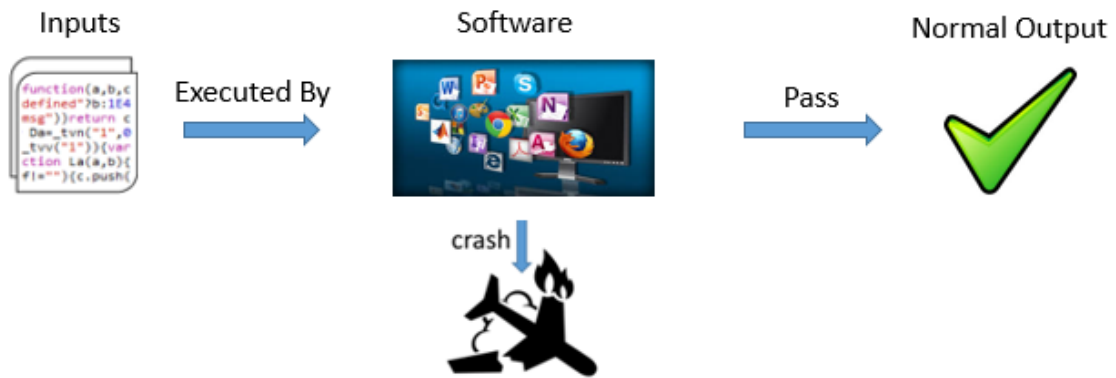 Inputs
Software
Normal Output
Executed By
Pass
crash
function(a,b,c
defined"?b:1E4
msg"))return c
Da=_tvn("1",0
_tvv("1")){var
ction La(a,b){
f!=""){c.push(
W
P
S
N
A
e